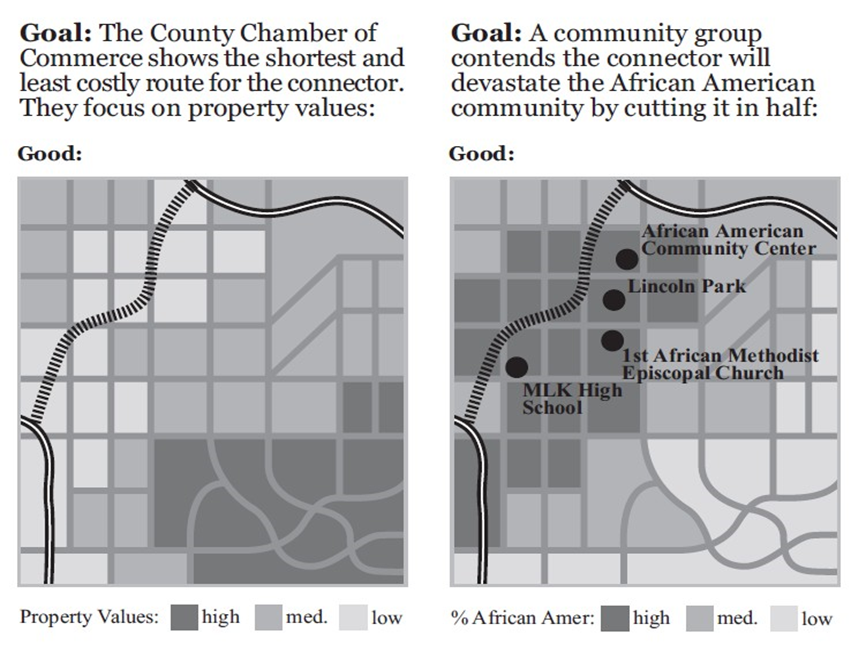 Goal: The County Chamber of
Commerce shows the shortest and
least costly route for the connector.
They focus on property values:
Good:
Property Values: high med. low
Goal: A community group
contends the connector will
devastate the African American
community by cutting it in half:
Good:
African American
Community Center
Lincoln Park
1st African Methodist
Episcopal Church
MLK High
School
% African Amer: high med. low